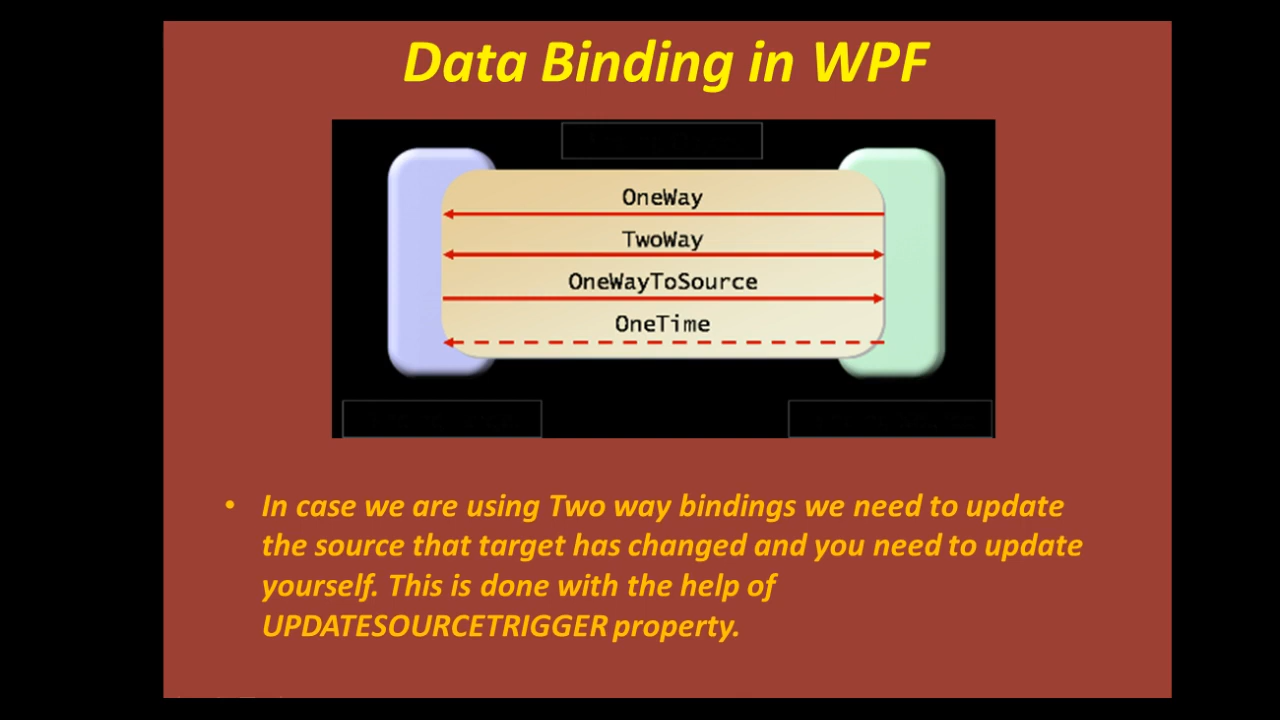 Data Binding in WPF
OneWay
TwoWay
OneWayToSource
OneTime
• In case we are using Two way bindings we need to update
the source that target has changed and you need to update
yourself. This is done with the help of
UPDATESOURCETRIGGER property.